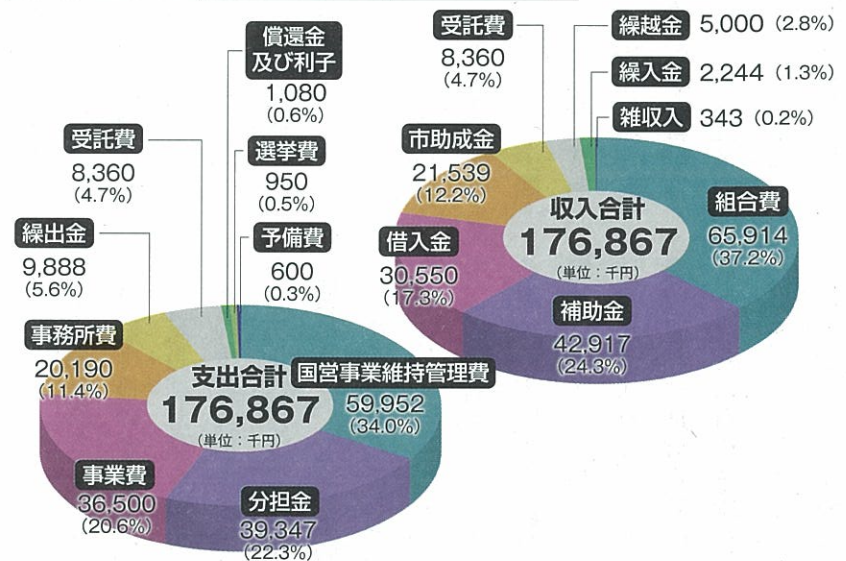 受託費
8,360
(4.7%)
繰越金 5,000 (2.8%)
繰入金 2,244 (1.3%)
雑収入 343 (0.2%)
市助成金
21,539
(12.2%)
借入金
30,550
(17.3%)
収入合計
176,867
(単位：千円)
組合費
65,914
(37.2%)
補助金
42,917
(24.3%)
償還金
及び利子
1,080
(0.6%)
受託費
8,360
(4.7%)
選挙費
950
(0.5%)
繰出金
9,888
(5.6%)
予備費
600
(0.3%)
事務所費
20,190
(11.4%)
支出合計
176,867
(単位：千円)
国営事業維持管理費
59,952
(34.0%)
事業費
36,500
(20.6%)
分担金
39,347
(22.3%)